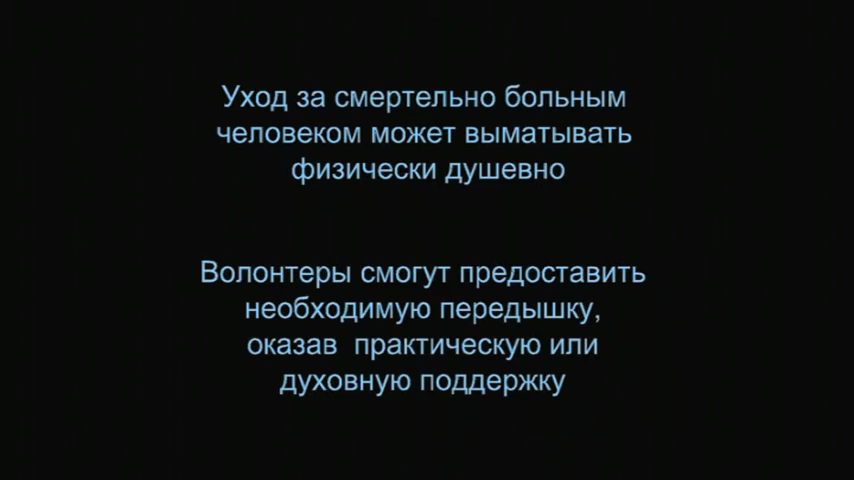 Уход за смертельно больным
человеком может выматывать
физически душевно
Волонтеры смогут предоставить
необходимую передышку,
оказав  практическую или
духовную поддержку